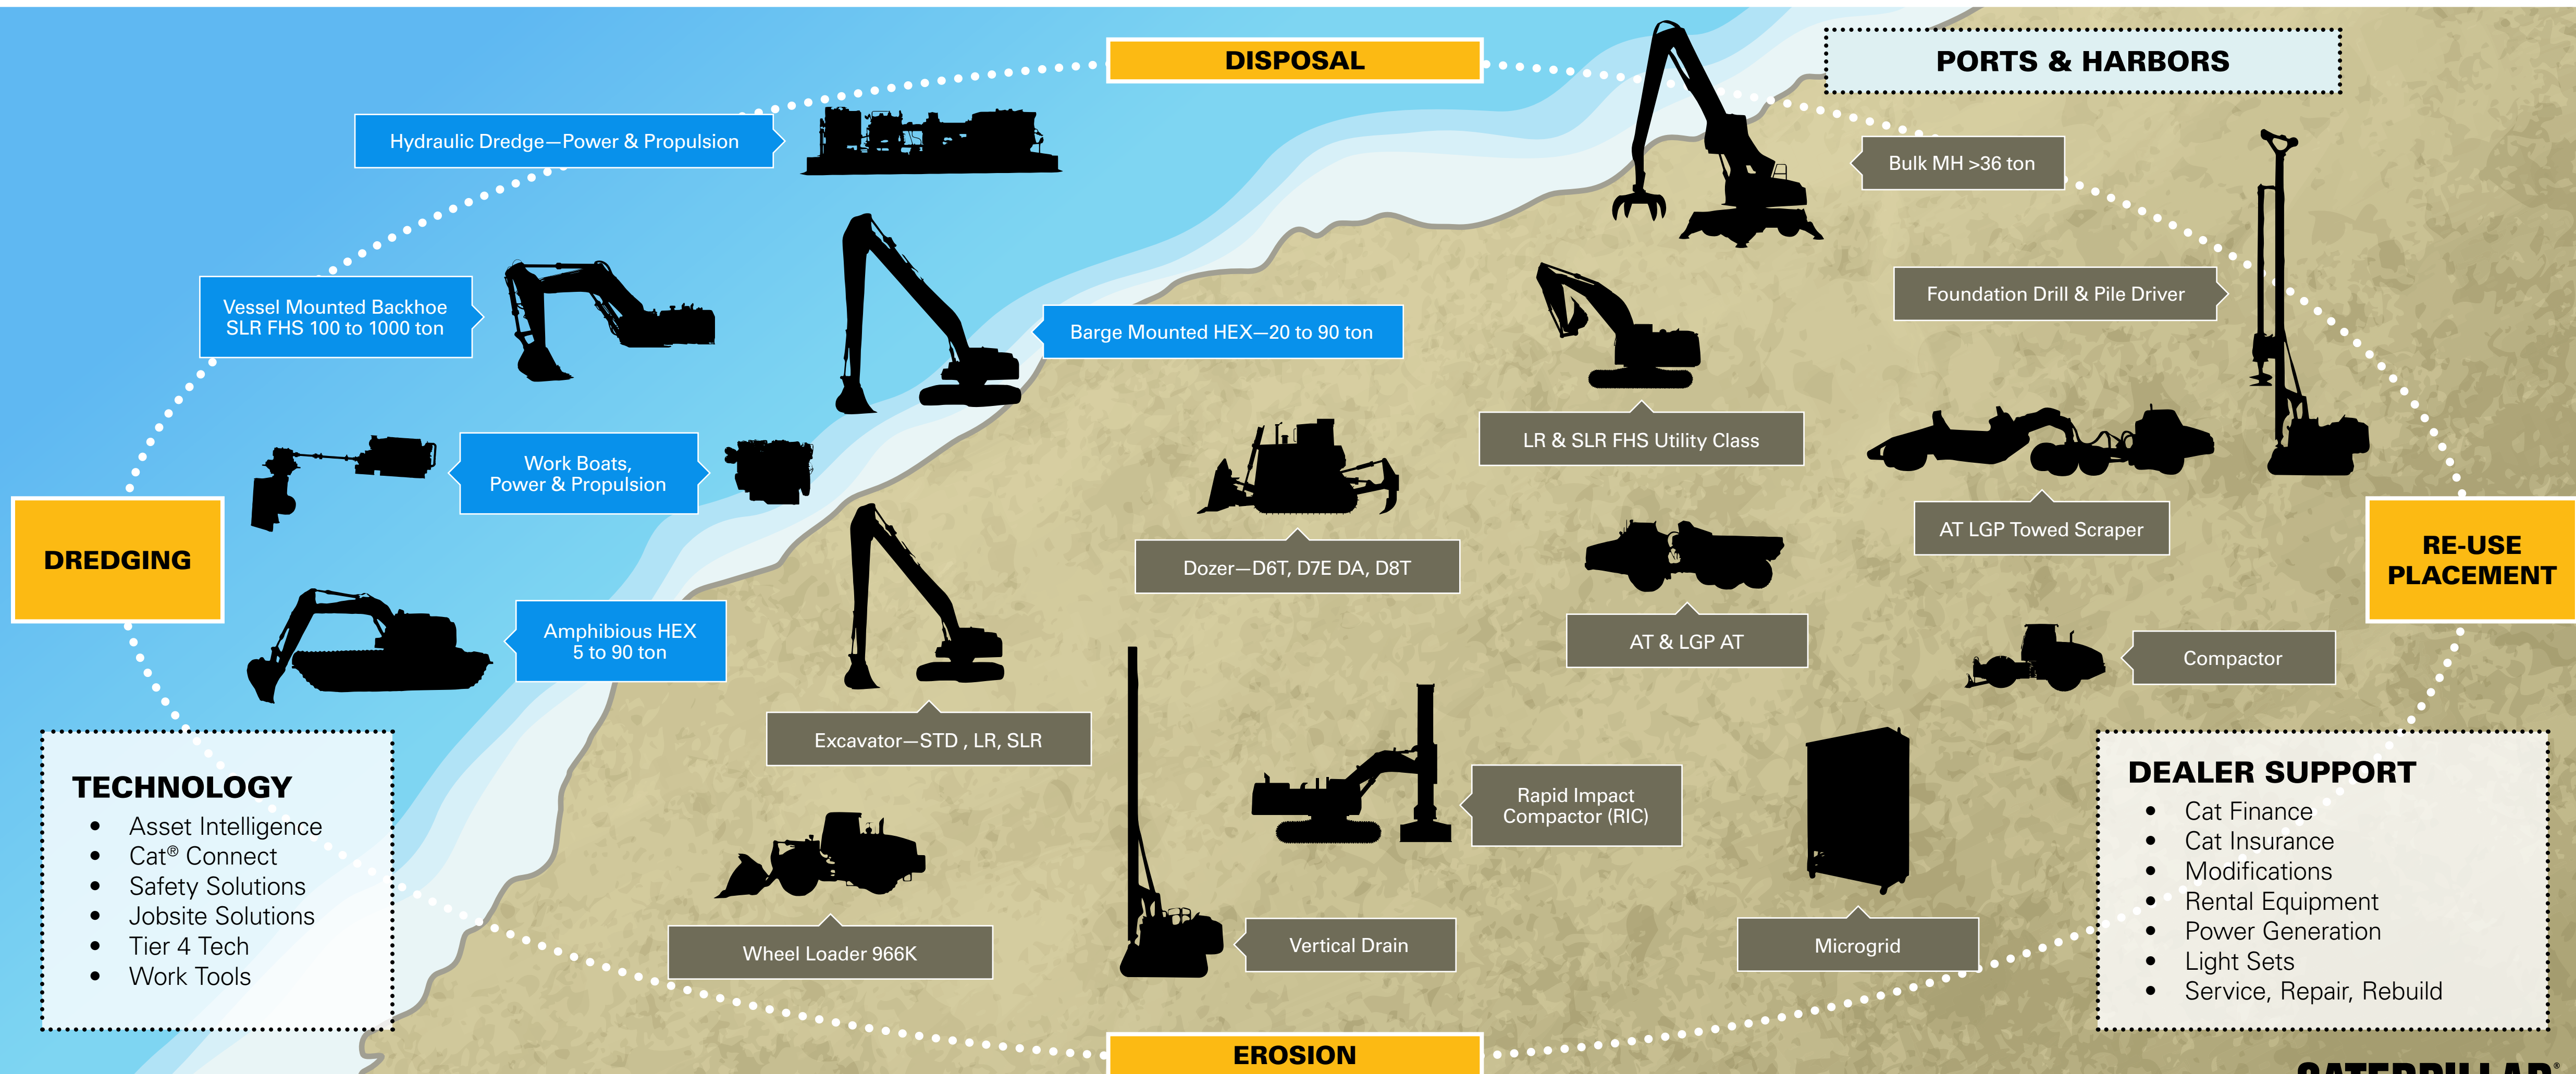 DISPOSAL
PORTS & HARBORS
Hydraulic Dredge—Power & Propulsion
Bulk MH >36 ton
Vessel Mounted Backhoe
SLR FHS 100 to 1000 ton
Barge Mounted HEX—20 to 90 ton
Foundation Drill & Pile Driver
LR & SLR FHS Utility Class
Work Boats,
Power & Propulsion
Dozer—D6T, D7E DA, D8T
AT LGP Towed Scraper
DREDGING
RE-USE
PLACEMENT
Amphibious HEX
5 to 90 ton
AT & LGP AT
Compactor
Excavator—STD , LR, SLR
Rapid Impact
Compactor (RIC)
Wheel Loader 966K
Vertical Drain
Microgrid
TECHNOLOGY
• Asset Intelligence
• Cat® Connect
• Safety Solutions
• Jobsite Solutions
• Tier 4 Tech
• Work Tools
DEALER SUPPORT
• Cat Finance
• Cat Insurance
• Modifications
• Rental Equipment
• Power Generation
• Light Sets
• Service, Repair, Rebuild
EROSION
CATERPILLAR®